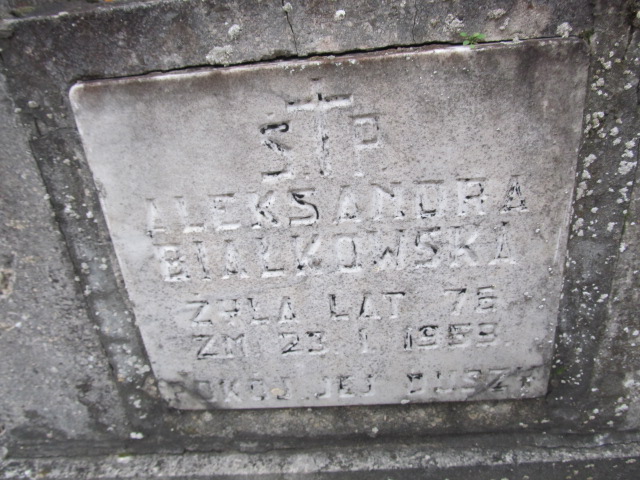 Ś P
ALEKSANDRA
BIAŁKOWSKA
ŻYŁA LAT 76
ZM 23 I 1959
POKÓJ JEJ DUSZY